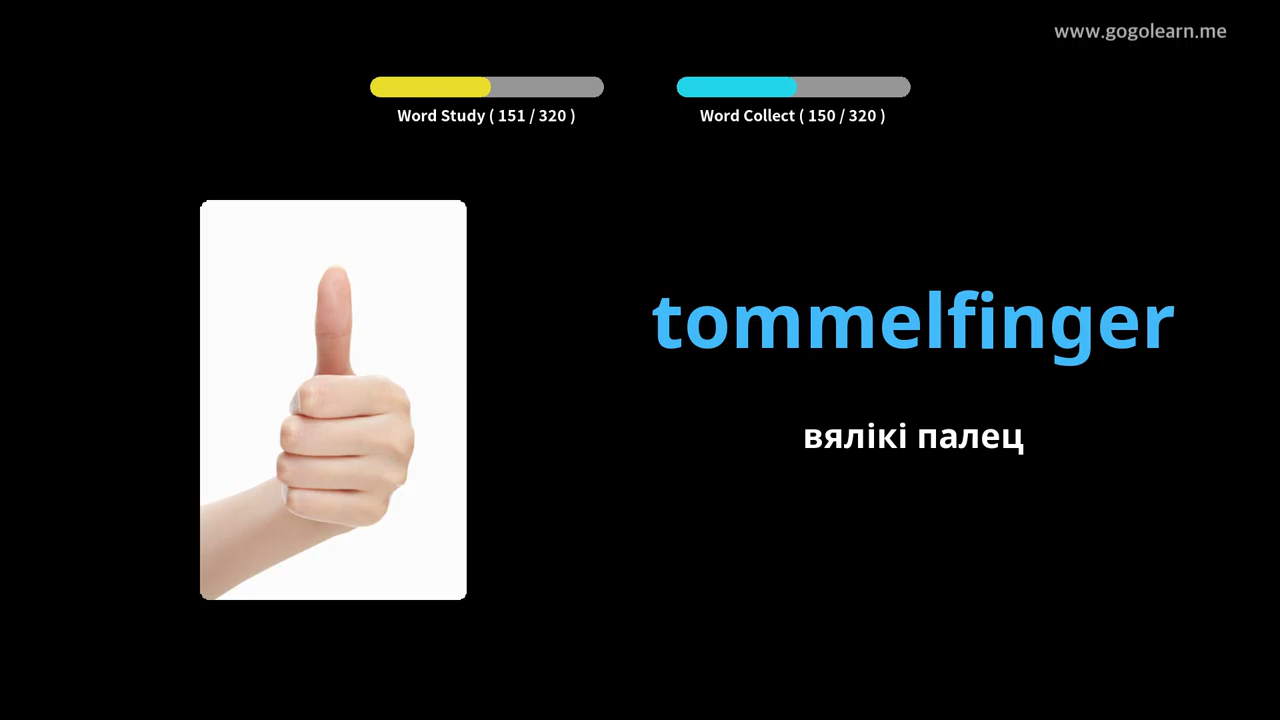 www.gogolearn.me
Word Study ( 151 / 320 )
Word Collect ( 150 / 320 )
tommelfinger
вялікі палец